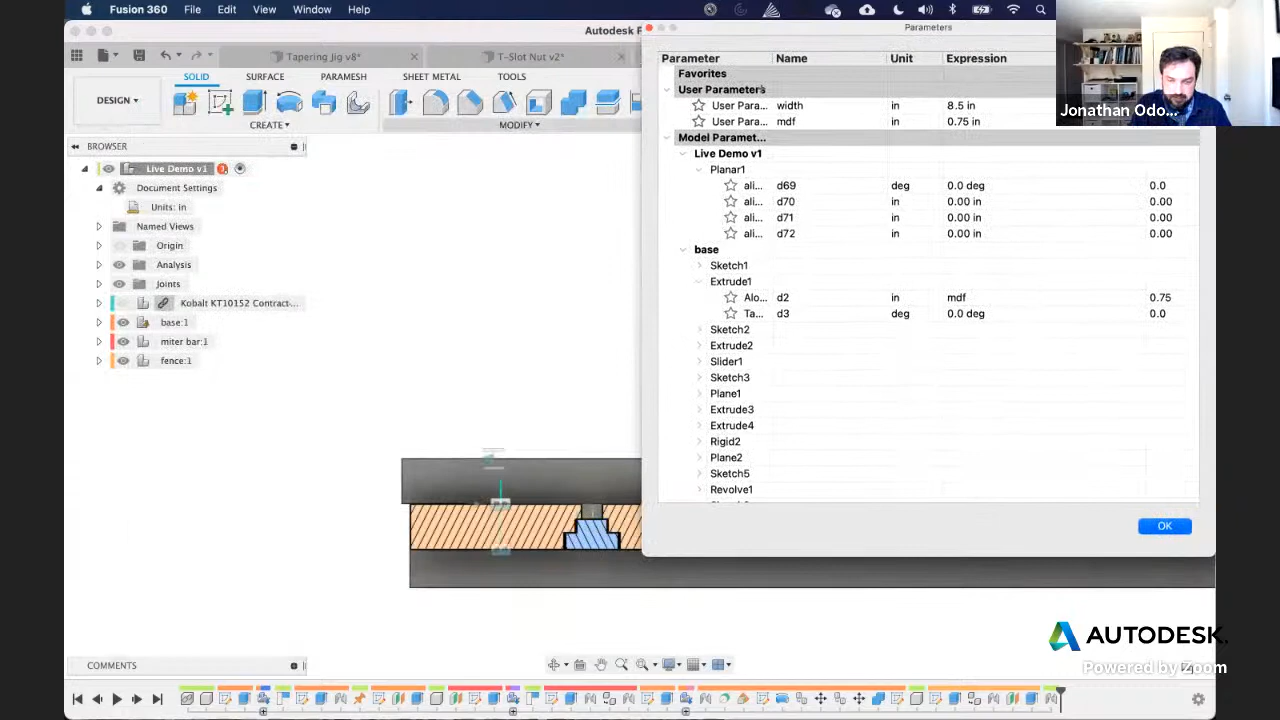 Fusion 360 File Edit View Window Help
Autodesk F
Parameters
Tapering Jig v8*
T-Slot Nut v2*
SOLID SURFACE PARAMESH SHEET METAL TOOLS
DESIGN
CREATE
MODIFY
BROWSER
Live Demo v1
Document Settings
Units: in
Named Views
Origin
Analysis
Joints
Kobalt KT10152 Contract-...
base:1
miter bar:1
fence:1
Parameter Name Unit Expression
Favorites
User Parameters
User Para... width in 8.5 in
User Para... mdf in 0.75 in
Model Paramet...
Live Demo v1
Planar1
ali... d69 deg 0.0 deg 0.0
ali... d70 in 0.00 in 0.00
ali... d71 in 0.00 in 0.00
ali... d72 in 0.00 in 0.00
base
Sketch1
Extrude1
Alo... d2 in mdf 0.75
Ta... d3 deg 0.0 deg 0.0
Sketch2
Extrude2
Slider1
Sketch3
Plane1
Extrude3
Extrude4
Rigid2
Plane2
Sketch5
Revolve1
OK
Jonathan Odo...
COMMENTS
AUTODESK.
Powered by Zoom